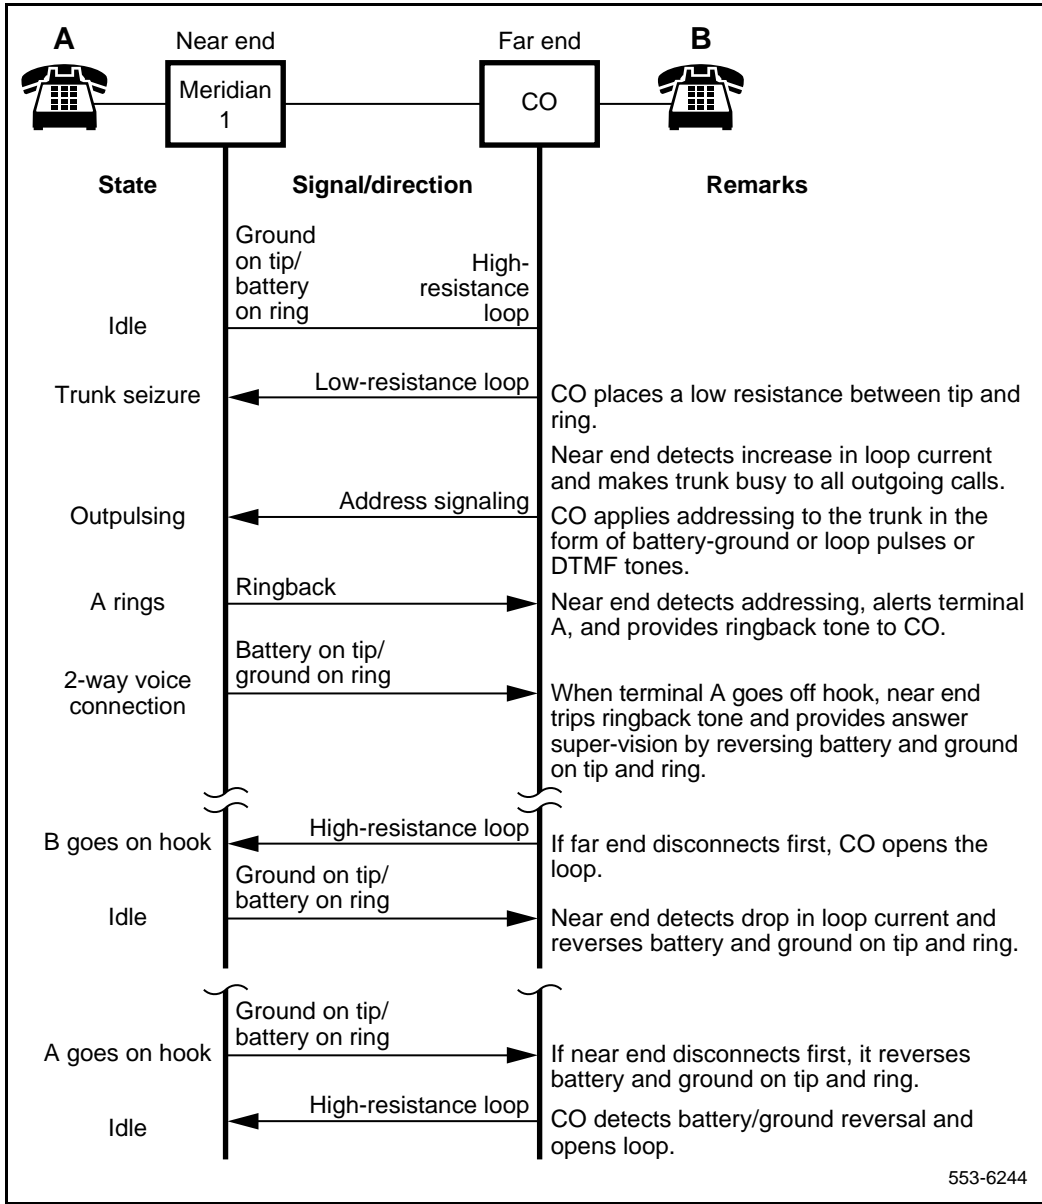 A
Near end
Far end
B
Meridian
1
CO
State
Signal/direction
Remarks
Ground
on tip/
battery
on ring
High-
resistance
loop
Idle
Trunk seizure
Low-resistance loop
CO places a low resistance between tip and
ring.
Near end detects increase in loop current
and makes trunk busy to all outgoing calls.
Outpulsing
Address signaling
CO applies addressing to the trunk in the
form of battery-ground or loop pulses or
DTMF tones.
A rings
Ringback
Near end detects addressing, alerts terminal
A, and provides ringback tone to CO.
2-way voice
connection
Battery on tip/
ground on ring
When terminal A goes off hook, near end
trips ringback tone and provides answer
super-vision by reversing battery and ground
on tip and ring.
B goes on hook
High-resistance loop
If far end disconnects first, CO opens the
loop.
Idle
Ground on tip/
battery on ring
Near end detects drop in loop current and
reverses battery and ground on tip and ring.
A goes on hook
Ground on tip/
battery on ring
If near end disconnects first, it reverses
battery and ground on tip and ring.
Idle
High-resistance loop
CO detects battery/ground reversal and
opens loop.
553-6244